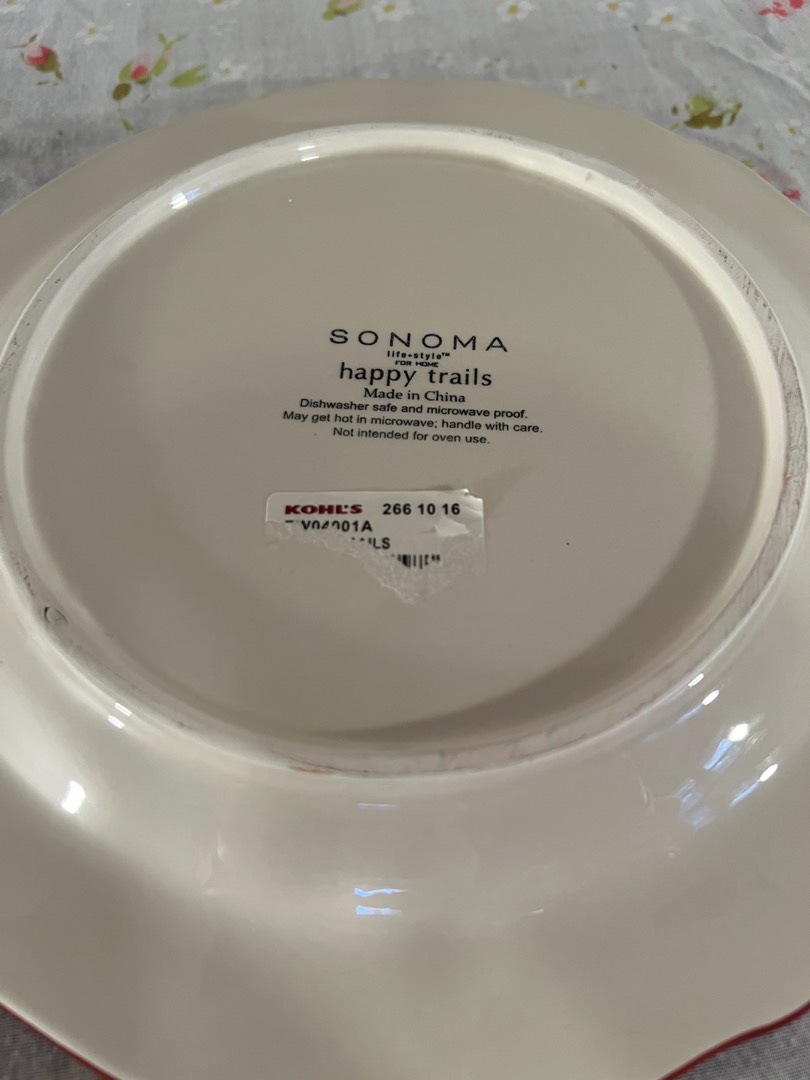 SONOMA
life+style™
FOR HOME
happy trails
Made in China
Dishwasher safe and microwave proof.
May get hot in microwave; handle with care.
Not intended for oven use.
KOHL'S 266 10 16